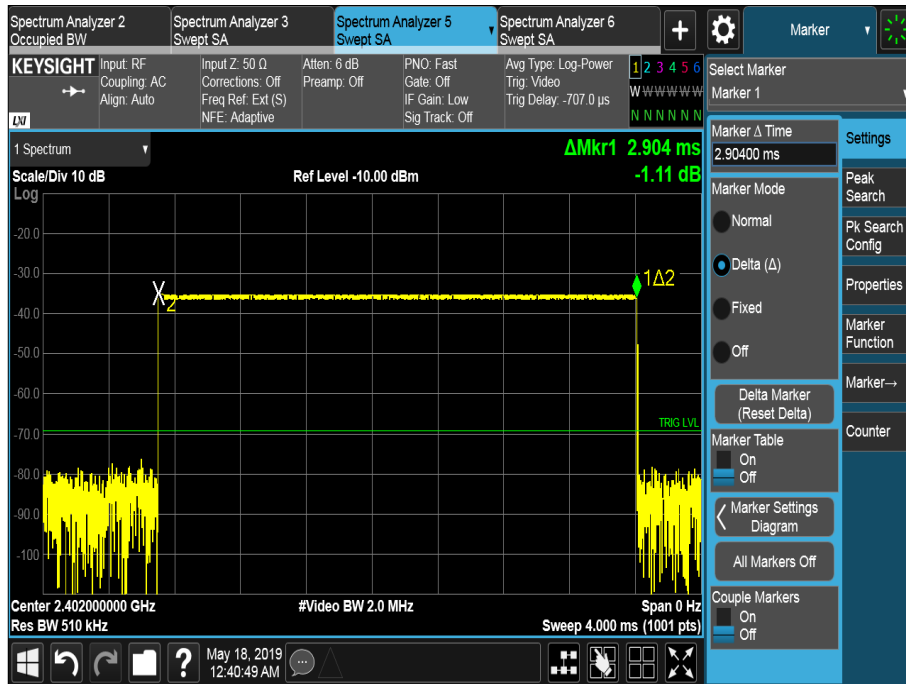 Spectrum Analyzer 2
Occupied BW
Spectrum Analyzer 3
Swept SA
Spectrum Analyzer 5
Swept SA
Spectrum Analyzer 6
Swept SA
+
Marker
KEYSIGHT
LXI
Input: RF
Coupling: AC
Align: Auto
Input Z: 50 Ω
Corrections: Off
Freq Ref: Ext (S)
NFE: Adaptive
Atten: 6 dB
Preamp: Off
PNO: Fast
Gate: Off
IF Gain: Low
Sig Track: Off
Avg Type: Log-Power
Trig: Video
Trig Delay: -707.0 µs
1 2 3 4 5 6
W W W W W W
N N N N N N
Select Marker
Marker 1
1 Spectrum
ΔMkr1 2.904 ms
-1.11 dB
Scale/Div 10 dB
Ref Level -10.00 dBm
Log
-20.0
-30.0
-40.0
-50.0
-60.0
-70.0
-80.0
-90.0
-100
2
1Δ2
TRIG LVL
Center 2.402000000 GHz
Res BW 510 kHz
#Video BW 2.0 MHz
Span 0 Hz
Sweep 4.000 ms (1001 pts)
Marker Δ Time
2.90400 ms
Marker Mode
Normal
Delta (Δ)
Fixed
Off
Delta Marker
(Reset Delta)
Marker Table
On
Off
Marker Settings
Diagram
All Markers Off
Couple Markers
On
Off
Settings
Peak
Search
Pk Search
Config
Properties
Marker
Function
Marker→
Counter
?
May 18, 2019
12:40:49 AM